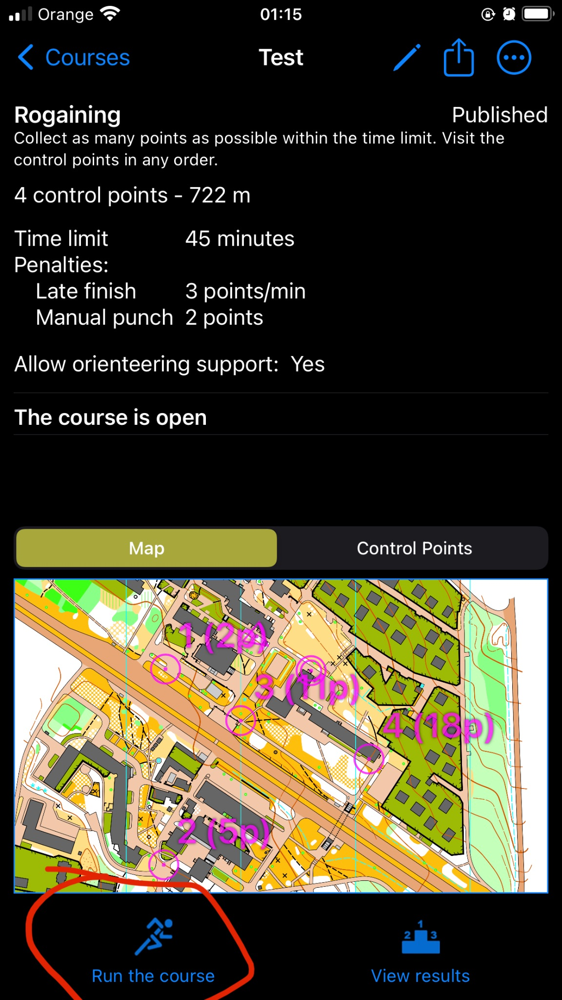 Orange 01:15
Courses Test
Rogaining Published
Collect as many points as possible within the time limit. Visit the
control points in any order.
4 control points - 722 m
Time limit 45 minutes
Penalties:
Late finish 3 points/min
Manual punch 2 points
Allow orienteering support: Yes
The course is open
Map Control Points
1 (2p)
3 (11p)
4 (18p)
2 (5p)
1
2 3
Run the course View results